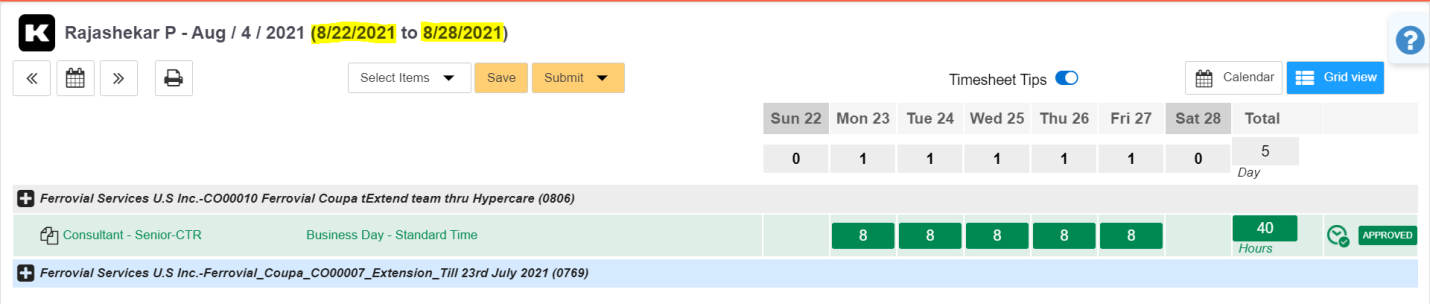 K Rajashekar P - Aug / 4 / 2021 (8/22/2021 to 8/28/2021)
?
Select Items Save Submit Timesheet Tips Calendar Grid view
Sun 22 Mon 23 Tue 24 Wed 25 Thu 26 Fri 27 Sat 28 Total
0 1 1 1 1 1 0 5
Day
Ferrovial Services U.S Inc.-CO00010 Ferrovial Coupa tExtend team thru Hypercare (0806)
Consultant - Senior-CTR Business Day - Standard Time 8 8 8 8 8 40 APPROVED
Hours
Ferrovial Services U.S Inc.-Ferrovial_Coupa_CO00007_Extension_Till 23rd July 2021 (0769)